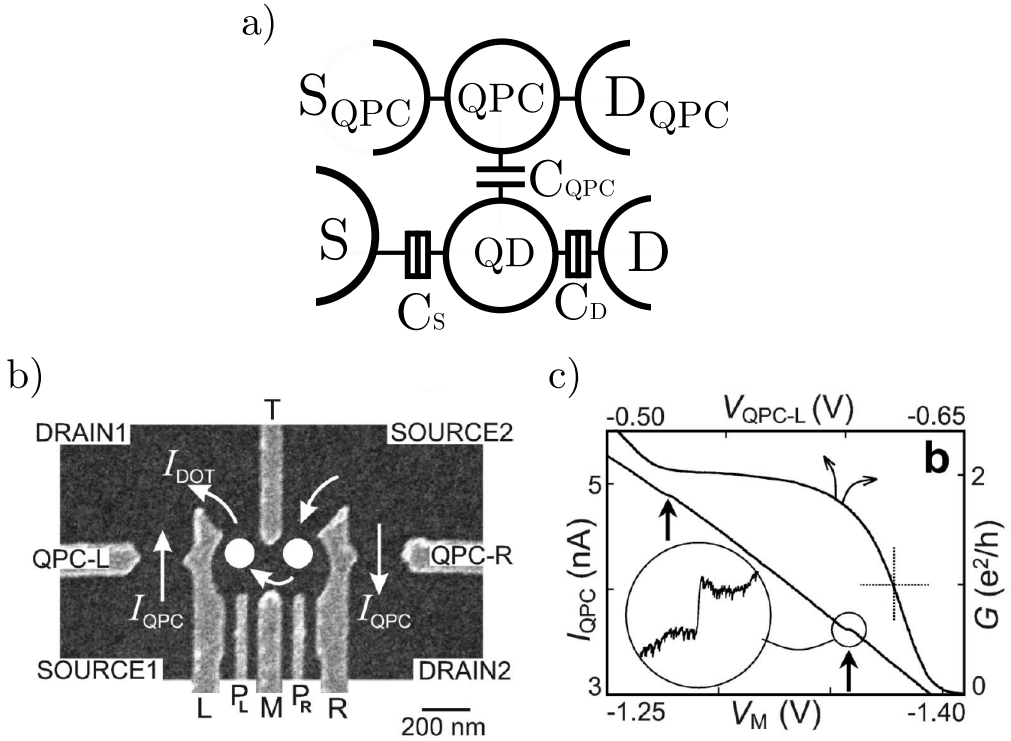 a)
S_QPC QPC D_QPC
C_QPC
S QD D
C_S C_D
b)
T
DRAIN1 SOURCE2
I_DOT
QPC-L QPC-R
I_QPC I_QPC
SOURCE1 DRAIN2
L P_L M P_R R
200 nm
c)
-0.50 V_QPC-L (V) -0.65
b
5 2
I_QPC (nA) G (e²/h)
3 0
-1.25 V_M (V) -1.40